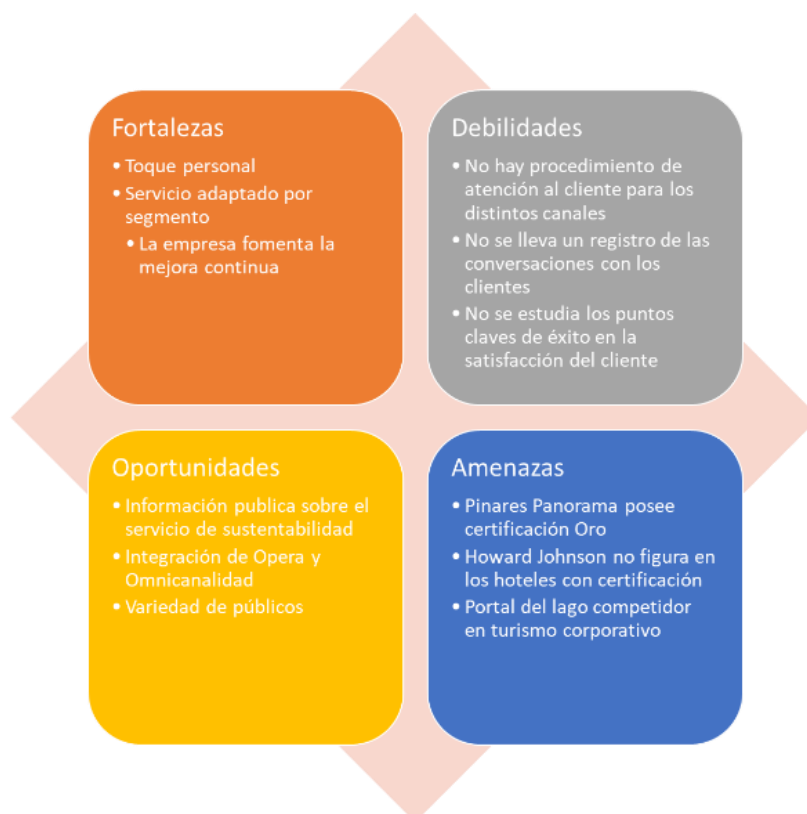 Fortalezas
• Toque personal
• Servicio adaptado por
segmento
• La empresa fomenta la
mejora continua
Debilidades
• No hay procedimiento de
atención al cliente para los
distintos canales
• No se lleva un registro de las
conversaciones con los
clientes
• No se estudia los puntos
claves de éxito en la
satisfacción del cliente
Oportunidades
• Información publica sobre el
servicio de sustentabilidad
• Integración de Opera y
Omnicanalidad
• Variedad de públicos
Amenazas
• Pinares Panorama posee
certificación Oro
• Howard Johnson no figura en
los hoteles con certificación
• Portal del lago competidor
en turismo corporativo